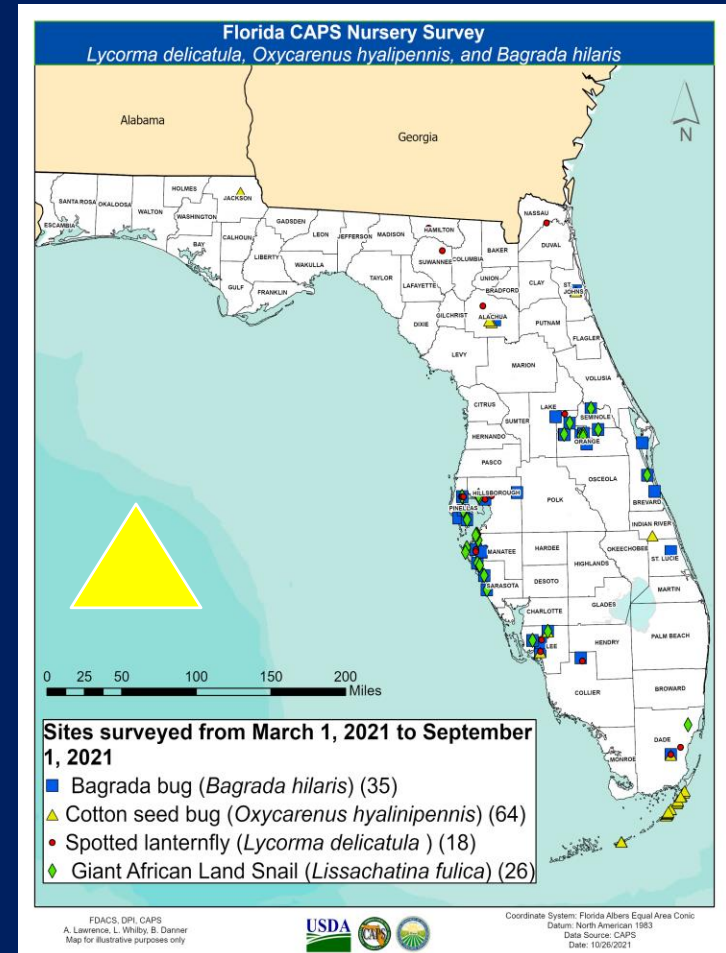 Florida CAPS Nursery Survey
Lycorma delicatula, Oxycarenus hyalipennis, and Bagrada hilaris
Alabama
Georgia
N
HOLMES
JACKSON
SANTA ROSA
OKALOOSA
WALTON
WASHINGTON
ESCAMBIA
BAY
CALHOUN
GADSDEN
LEON
JEFFERSON
MADISON
HAMILTON
NASSAU
LIBERTY
WAKULLA
SUWANNEE
COLUMBIA
BAKER
DUVAL
GULF
FRANKLIN
TAYLOR
LAFAYETTE
UNION
BRADFORD
CLAY
ST. JOHNS
DIXIE
GILCHRIST
ALACHUA
PUTNAM
FLAGLER
LEVY
MARION
VOLUSIA
CITRUS
LAKE
SEMINOLE
SUMTER
HERNANDO
ORANGE
PASCO
OSCEOLA
HILLSBOROUGH
PINELLAS
POLK
BREVARD
INDIAN RIVER
MANATEE
HARDEE
OKEECHOBEE
HIGHLANDS
ST. LUCIE
SARASOTA
DESOTO
MARTIN
CHARLOTTE
GLADES
LEE
HENDRY
PALM BEACH
COLLIER
BROWARD
MONROE
DADE
0 25 50 100 150 200
Miles
Sites surveyed from March 1, 2021 to September
1, 2021
Bagrada bug (Bagrada hilaris) (35)
Cotton seed bug (Oxycarenus hyalinipennis) (64)
Spotted lanternfly (Lycorma delicatula ) (18)
Giant African Land Snail (Lissachatina fulica) (26)
FDACS, DPI, CAPS
A. Lawrence, L. Whilby, B. Danner
Map for illustrative purposes only
USDA
CAPS
Coordinate System: Florida Albers Equal Area Conic
Datum: North American 1983
Data Source: CAPS
Date: 10/26/2021